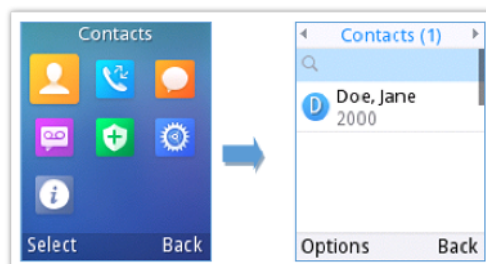 Contacts
Select Back
Contacts (1)
D
Doe, Jane
2000
Options Back